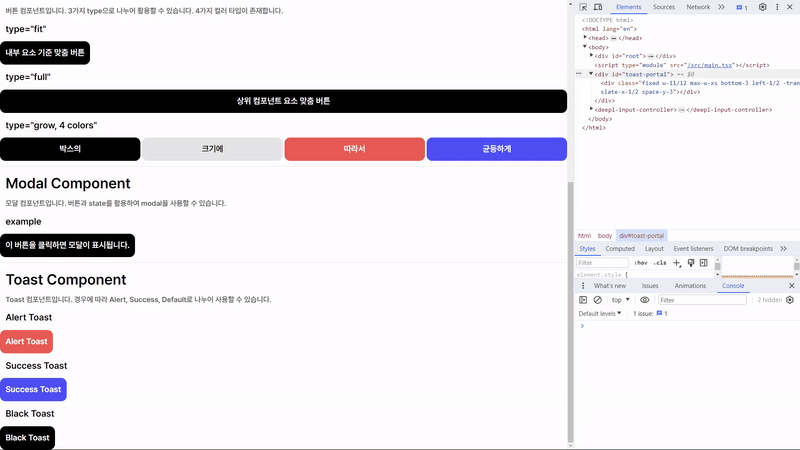 버튼 컴포넌트입니다. 3가지 type으로 나누어 활용할 수 있습니다. 4가지 컬러 타입이 존재합니다.
type="fit"
내부 요소 기준 맞춤 버튼
type="full"
상위 컴포넌트 요소 맞춤 버튼
type="grow, 4 colors"
박스의
크기에
따라서
균등하게
Modal Component
모달 컴포넌트입니다. 버튼과 state를 활용하여 modal을 사용할 수 있습니다.
example
이 버튼을 클릭하면 모달이 표시됩니다.
Toast Component
Toast 컴포넌트입니다. 경우에 따라 Alert, Success, Default로 나누어 사용할 수 있습니다.
Alert Toast
Alert Toast
Success Toast
Success Toast
Black Toast
Black Toast
Elements Sources Network 1
<!DOCTYPE html>
<html lang="en">
<head> </head>
<body>
<div id="root"> </div>
<script type="module" src="/src/main.tsx"></script>
<div id="toast-portal"> == $0
<div class="fixed w-11/12 max-w-xs bottom-3 left-1/2 -tran
slate-x-1/2 space-y-3"></div>
</div>
<deepl-input-controller> </deepl-input-controller>
</body>
</html>
html body div#toast-portal
Styles Computed Layout Event listeners DOM breakpoints
Filter :hov .cls
element.style {
What's new Issues Animations Console
top Filter 2 hidden
Default levels 1 issue: 1